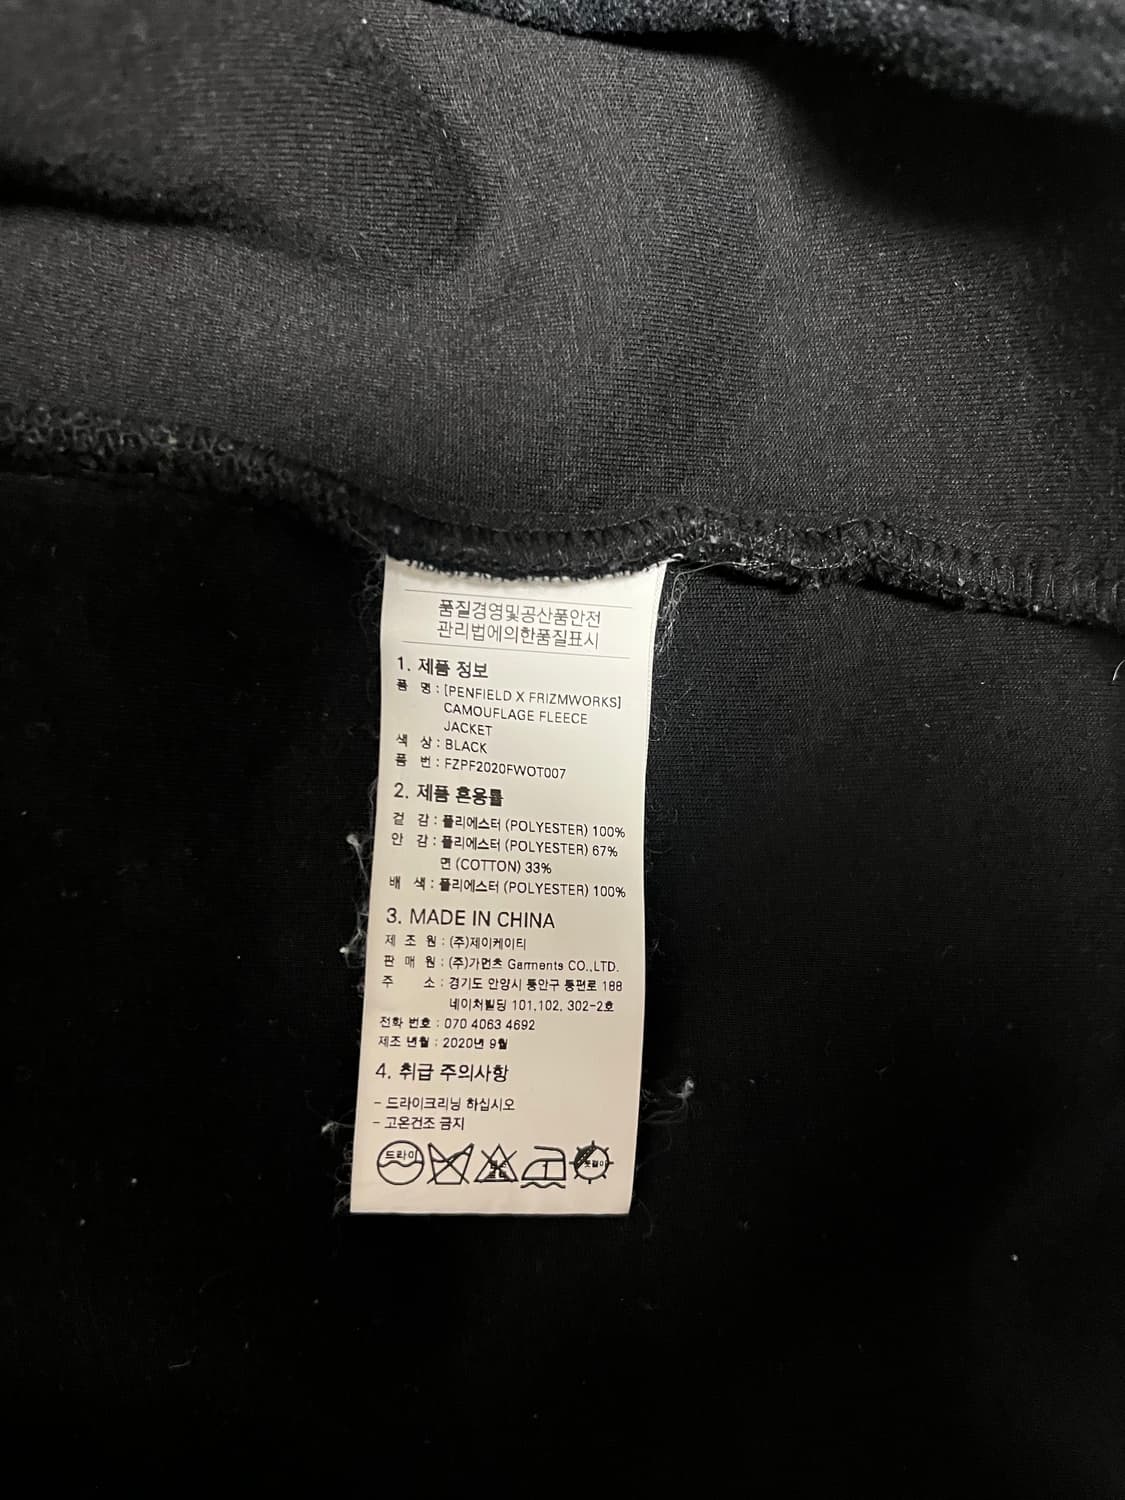 품질경영및공산품안전
관리법에의한품질표시
1. 제품 정보
품 명 : [PENFIELD X FRIZMWORKS]
CAMOUFLAGE FLEECE
JACKET
색 상 : BLACK
품 번 : FZPF2020FWOT007
2. 제품 혼용률
겉 감 : 폴리에스터 (POLYESTER) 100%
안 감 : 폴리에스터 (POLYESTER) 67%
면 (COTTON) 33%
배 색 : 폴리에스터 (POLYESTER) 100%
3. MADE IN CHINA
제 조 원 : (주)제이케이티
판 매 원 : (주)가먼츠 Garments CO.,LTD.
주 소 : 경기도 안양시 동안구 동편로 188
네이처빌딩 101,102, 302-2호
전화 번호 : 070 4063 4692
제조 년월 : 2020년 9월
4. 취급 주의사항
- 드라이크리닝 하십시오
- 고온건조 금지
드라이 1 옷걸이